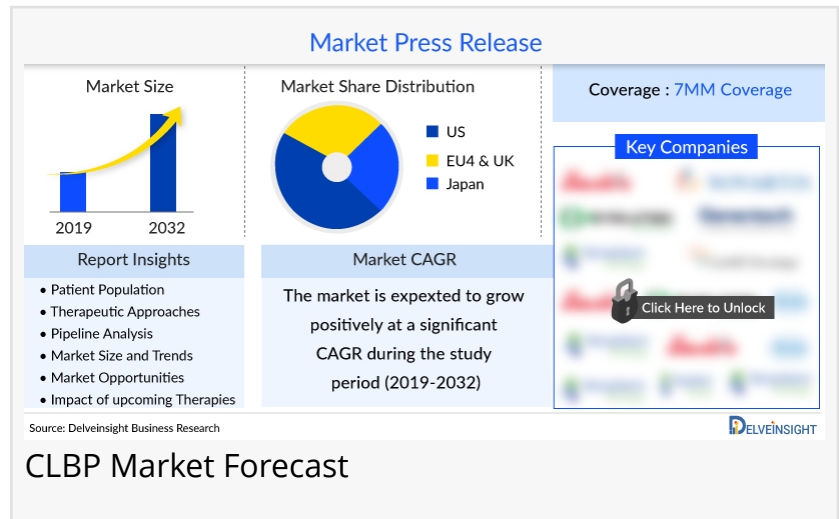 Market Press Release
Market Size
2019
2032
Market Share Distribution
US
EU4 & UK
Japan
Coverage : 7MM Coverage
Key Companies
Click Here to Unlock
Report Insights
• Patient Population
• Therapeutic Approaches
• Pipeline Analysis
• Market Size and Trends
• Market Opportunities
• Impact of upcoming Therapies
Market CAGR
The market is expexted to grow
positively at a significant
CAGR during the study
period (2019-2032)
Source: Delveinsight Business Research
DELVEINSIGHT
CLBP Market Forecast